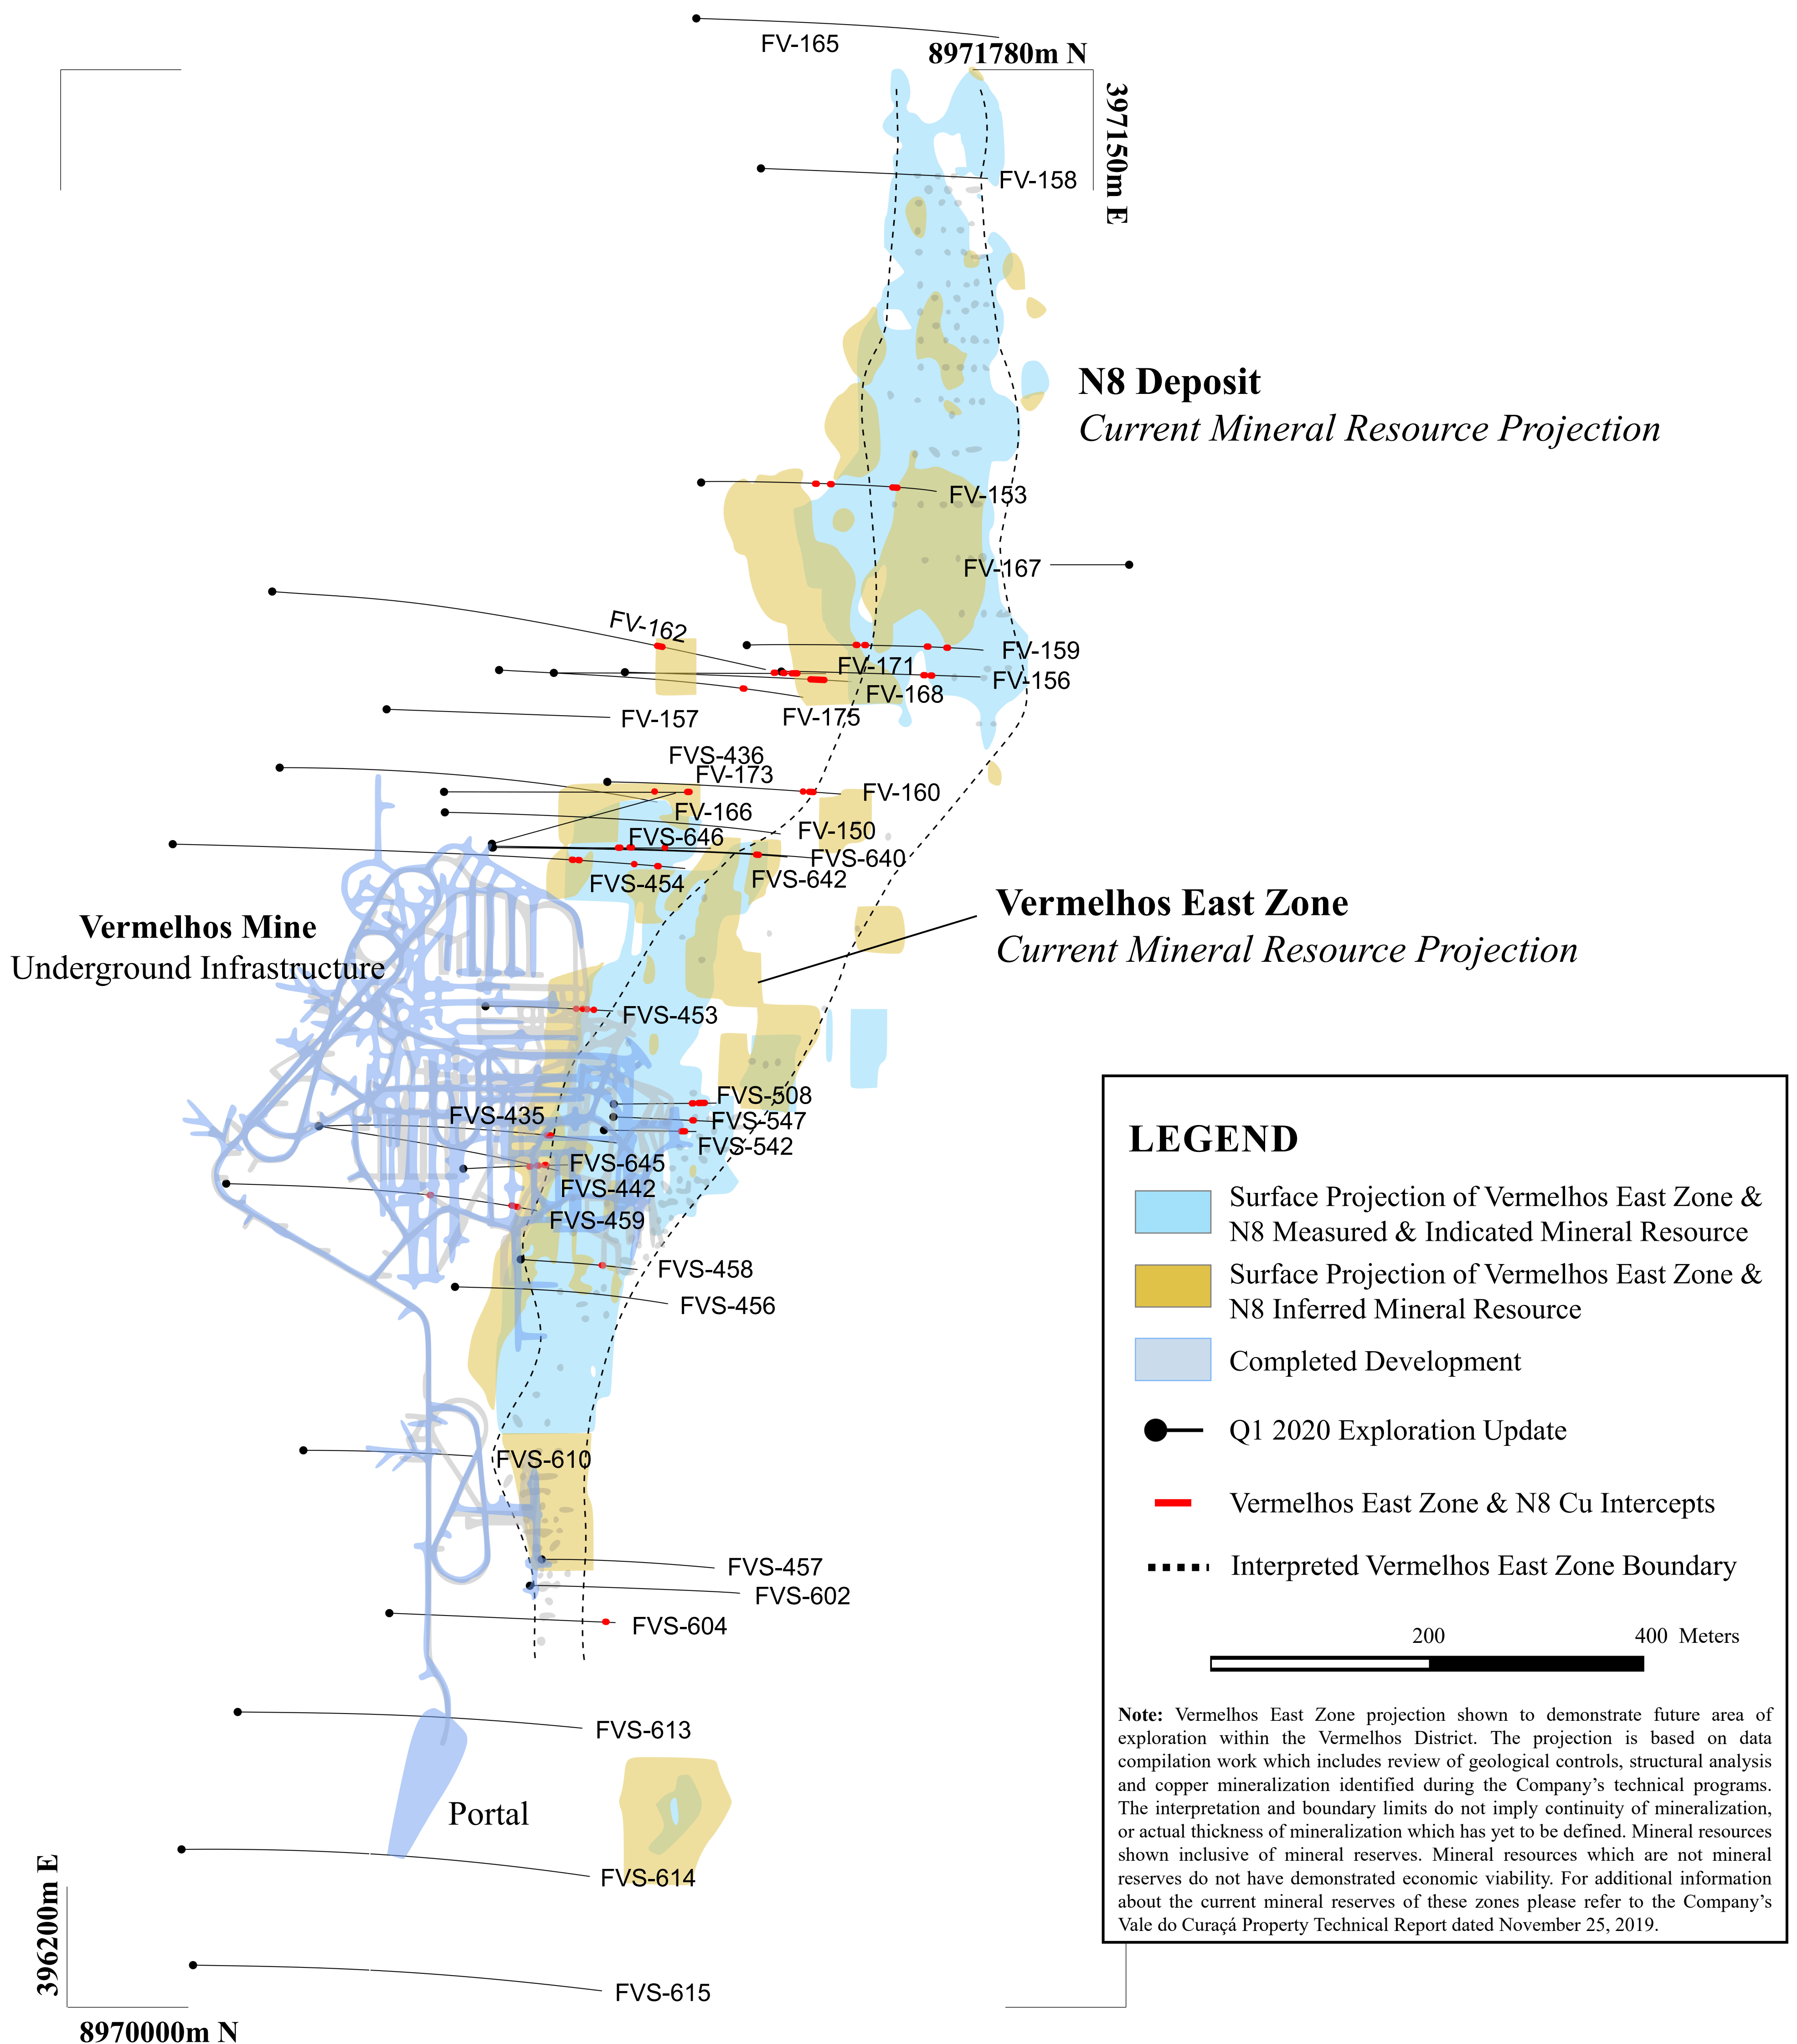 FV-165
8971780m N
397150m E
FV-158
N8 Deposit
Current Mineral Resource Projection
FV-153
FV-167
FV-162
FV-159
FV-171
FV-156
FV-168
FV-175
FV-157
FVS-436
FV-173
FV-160
FV-166
FV-150
FVS-646
FVS-640
FVS-642
FVS-454
Vermelhos East Zone
Current Mineral Resource Projection
Vermelhos Mine
Underground Infrastructure
FVS-453
FVS-508
FVS-435
FVS-547
FVS-542
FVS-645
FVS-442
FVS-459
FVS-458
FVS-456
FVS-610
FVS-457
FVS-602
FVS-604
FVS-613
Portal
FVS-614
FVS-615
396200m E
8970000m N
LEGEND
Surface Projection of Vermelhos East Zone &
N8 Measured & Indicated Mineral Resource
Surface Projection of Vermelhos East Zone &
N8 Inferred Mineral Resource
Completed Development
Q1 2020 Exploration Update
Vermelhos East Zone & N8 Cu Intercepts
Interpreted Vermelhos East Zone Boundary
200 400 Meters
Note: Vermelhos East Zone projection shown to demonstrate future area of
exploration within the Vermelhos District. The projection is based on data
compilation work which includes review of geological controls, structural analysis
and copper mineralization identified during the Company's technical programs.
The interpretation and boundary limits do not imply continuity of mineralization,
or actual thickness of mineralization which has yet to be defined. Mineral resources
shown inclusive of mineral reserves. Mineral resources which are not mineral
reserves do not have demonstrated economic viability. For additional information
about the current mineral reserves of these zones please refer to the Company's
Vale do Curaçá Property Technical Report dated November 25, 2019.